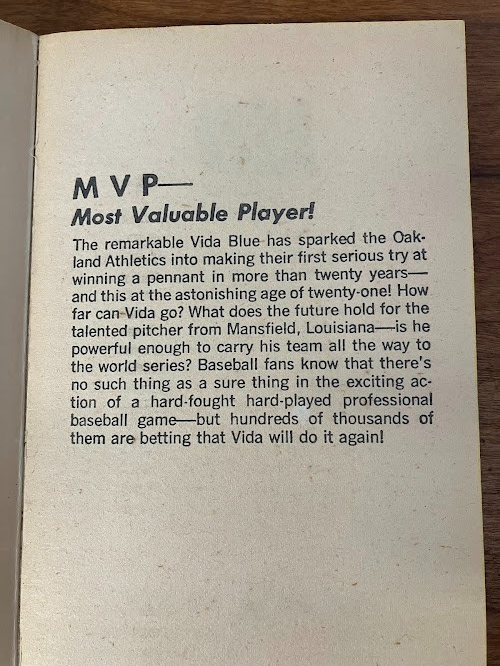 M V P—
Most Valuable Player!
The remarkable Vida Blue has sparked the Oak-
land Athletics into making their first serious try at
winning a pennant in more than twenty years—
and this at the astonishing age of twenty-one! How
far can Vida go? What does the future hold for the
talented pitcher from Mansfield, Louisiana—is he
powerful enough to carry his team all the way to
the world series? Baseball fans know that there's
no such thing as a sure thing in the exciting ac-
tion of a hard-fought hard-played professional
baseball game—but hundreds of thousands of
them are betting that Vida will do it again!